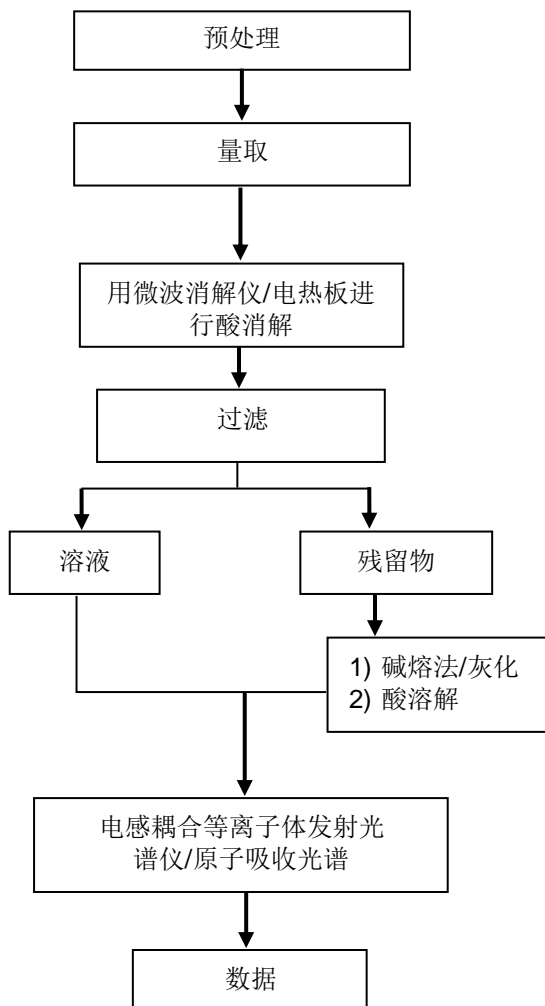 预处理
量取
用微波消解仪/电热板进
行酸消解
过滤
溶液
残留物
1) 碱熔法/灰化
2) 酸溶解
电感耦合等离子体发射光
谱仪/原子吸收光谱
数据